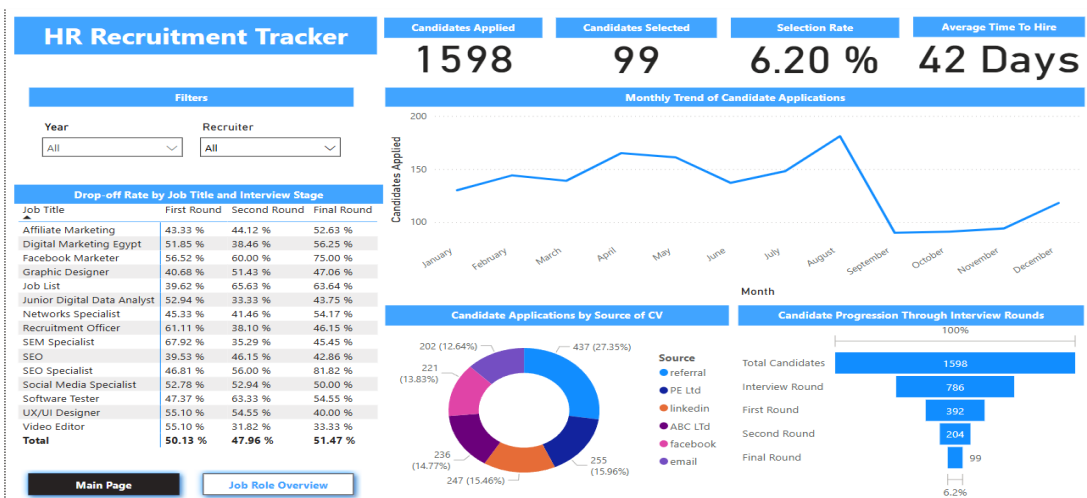 HR Recruitment Tracker
Candidates Applied
1598
Candidates Selected
99
Selection Rate
6.20 %
Average Time To Hire
42 Days
Filters
Year
All
Recruiter
All
Monthly Trend of Candidate Applications
Candidates Applied
200
150
100
January
February
March
April
May
June
July
August
September
October
November
December
Month
Drop-off Rate by Job Title and Interview Stage
Job Title First Round Second Round Final Round
Affiliate Marketing 43.33 % 44.12 % 52.63 %
Digital Marketing Egypt 51.85 % 38.46 % 56.25 %
Facebook Marketer 56.52 % 60.00 % 75.00 %
Graphic Designer 40.68 % 51.43 % 47.06 %
Job List 39.62 % 65.63 % 63.64 %
Junior Digital Data Analyst 52.94 % 33.33 % 43.75 %
Networks Specialist 45.33 % 41.46 % 54.17 %
Recruitment Officer 61.11 % 38.10 % 46.15 %
SEM Specialist 67.92 % 35.29 % 45.45 %
SEO 39.53 % 46.15 % 42.86 %
SEO Specialist 46.81 % 56.00 % 81.82 %
Social Media Specialist 52.78 % 52.94 % 50.00 %
Software Tester 47.37 % 63.33 % 54.55 %
UX/UI Designer 55.10 % 54.55 % 40.00 %
Video Editor 55.10 % 31.82 % 33.33 %
Total 50.13 % 47.96 % 51.47 %
Main Page
Job Role Overview
Candidate Applications by Source of CV
202 (12.64%)
437 (27.35%)
221
(13.83%)
236
(14.77%)
247 (15.46%)
255
(15.96%)
Source
referral
PE Ltd
linkedin
ABC LTd
facebook
email
Candidate Progression Through Interview Rounds
100%
Total Candidates 1598
Interview Round 786
First Round 392
Second Round 204
Final Round 99
6.2%